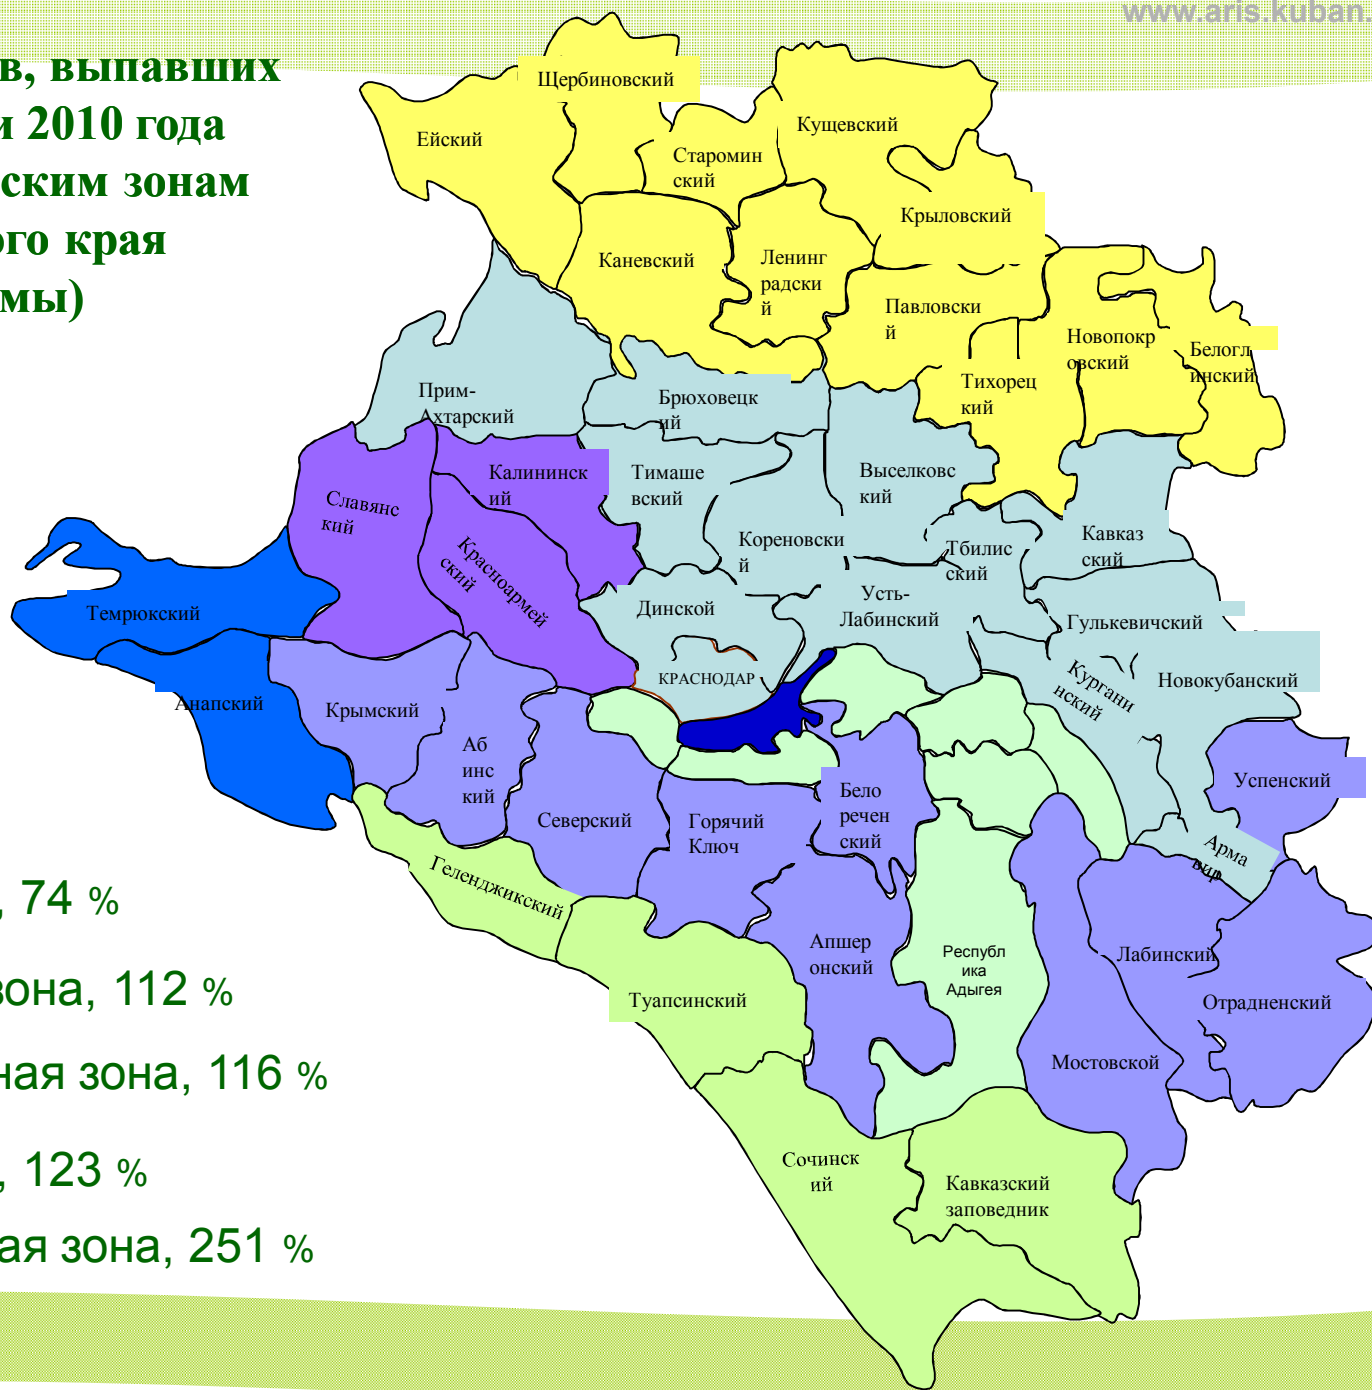 www.aris.kuban.
в, выпавших
и 2010 года
ским зонам
ого края
мы)
Щербиновский
Ейский
Староминский
Кущевский
Крыловский
Каневский
Ленинг
радски
й
Павловски
й
Новопокр
овский
Белогл
инский
Тихорец
кий
Прим-
Ахтарский
Брюховецк
ий
Калининск
ий
Тимаше
вский
Выселковс
кий
Славянс
кий
Красноармей
ский
Кореновски
й
Тбилис
ский
Кавказ
ский
Темрюкский
Динской
Усть-
Лабинский
Гулькевичский
КРАСНОДАР
Кургани
нский
Новокубанский
Анапский
Крымский
Аб
инс
кий
Северский
Горячий
Ключ
Бело
речен
ский
Успенский
Арма
вир
Геленджикский
, 74 %
Апшер
онский
Республ
ика
Адыгея
Лабинский
зона, 112 %
Туапсинский
Отрадненский
ная зона, 116 %
Мостовской
, 123 %
Сочинск
ий
Кавказский
заповедник
ая зона, 251 %